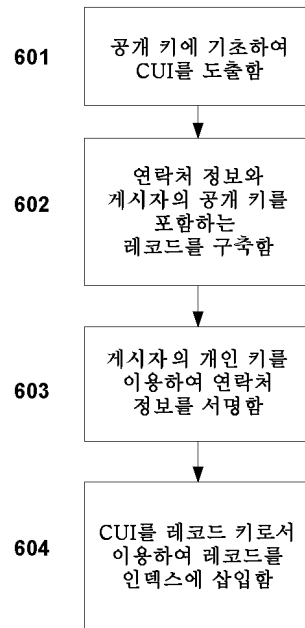 601
공개 키에 기초하여
CUI를 도출함
602
연락처 정보와
게시자의 공개 키를
포함하는
레코드를 구축함
603
게시자의 개인 키를
이용하여 연락처
정보를 서명함
604
CUI를 레코드 키로서
이용하여 레코드를
인덱스에 삽입함